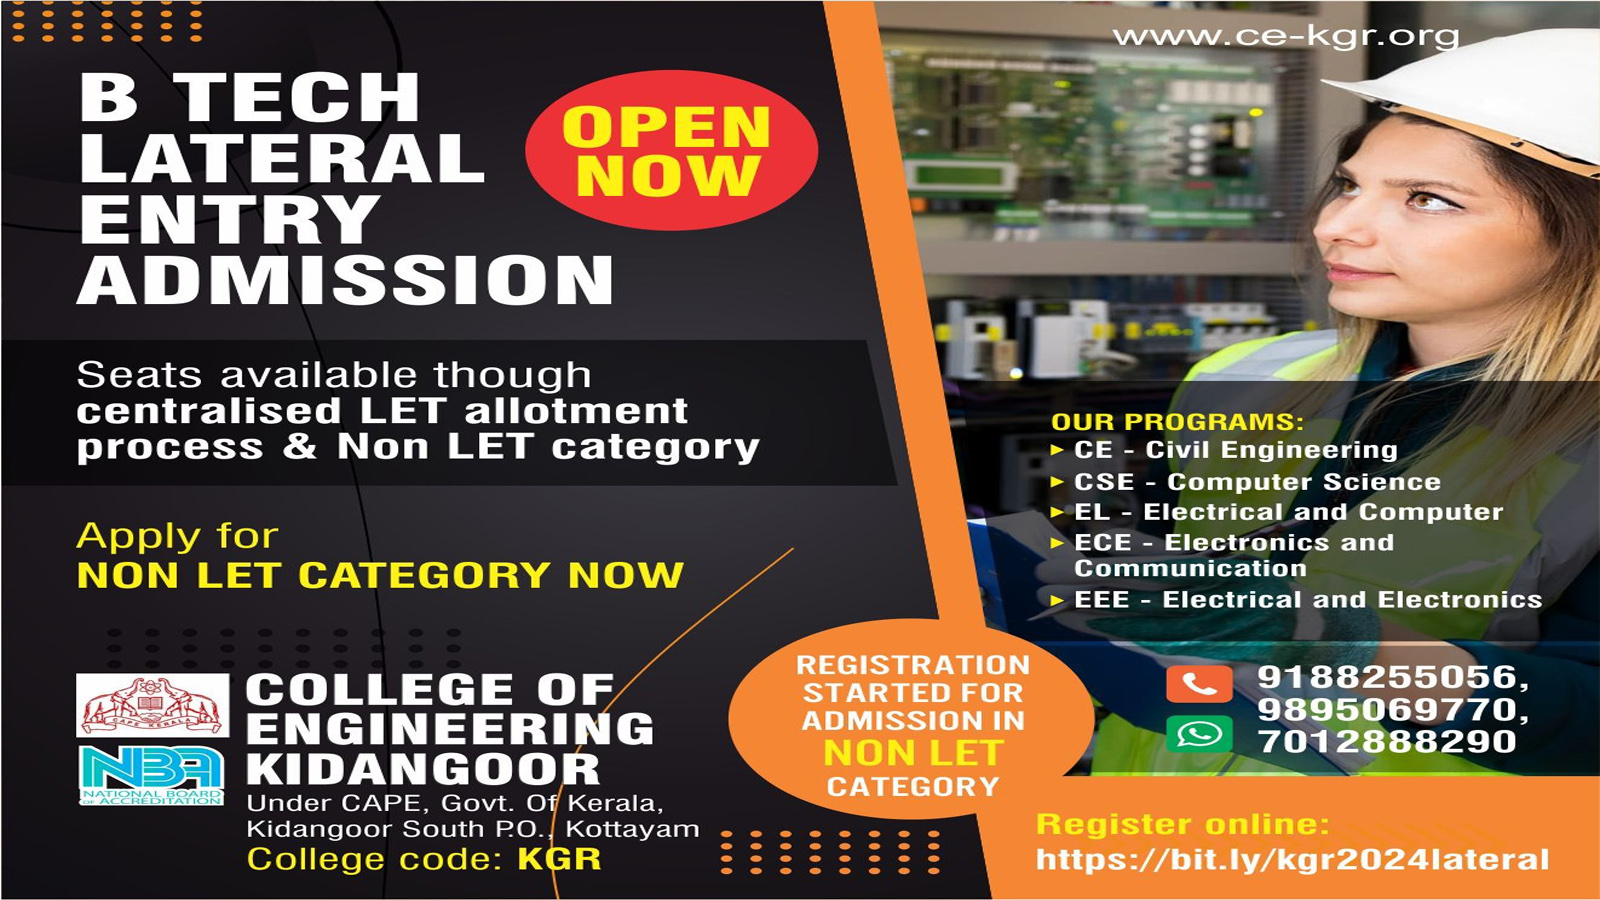 www.ce-kgr.org
B TECH
LATERAL
ENTRY
ADMISSION
OPEN
NOW
Seats available though
centralised LET allotment
process & Non LET category
Apply for
NON LET CATEGORY NOW
OUR PROGRAMS:
CE - Civil Engineering
CSE - Computer Science
EL - Electrical and Computer
ECE - Electronics and
Communication
EEE - Electrical and Electronics
REGISTRATION
STARTED FOR
ADMISSION IN
NON LET
CATEGORY
9188255056,
9895069770,
7012888290
CAPE KERALA
NBA
NATIONAL BOARD
OF ACCREDITATION
COLLEGE OF
ENGINEERING
KIDANGOOR
Under CAPE, Govt. Of Kerala,
Kidangoor South P.O., Kottayam
College code: KGR
Register online:
https://bit.ly/kgr2024lateral